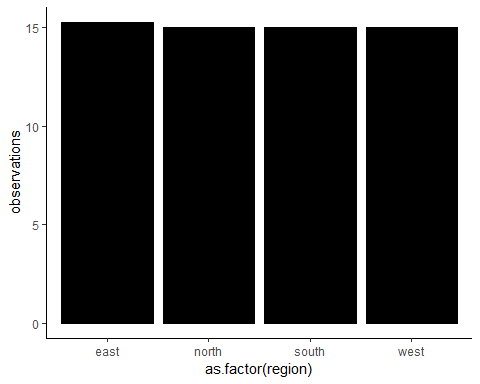 observations
15
10
5
0
east north south west
as.factor(region)